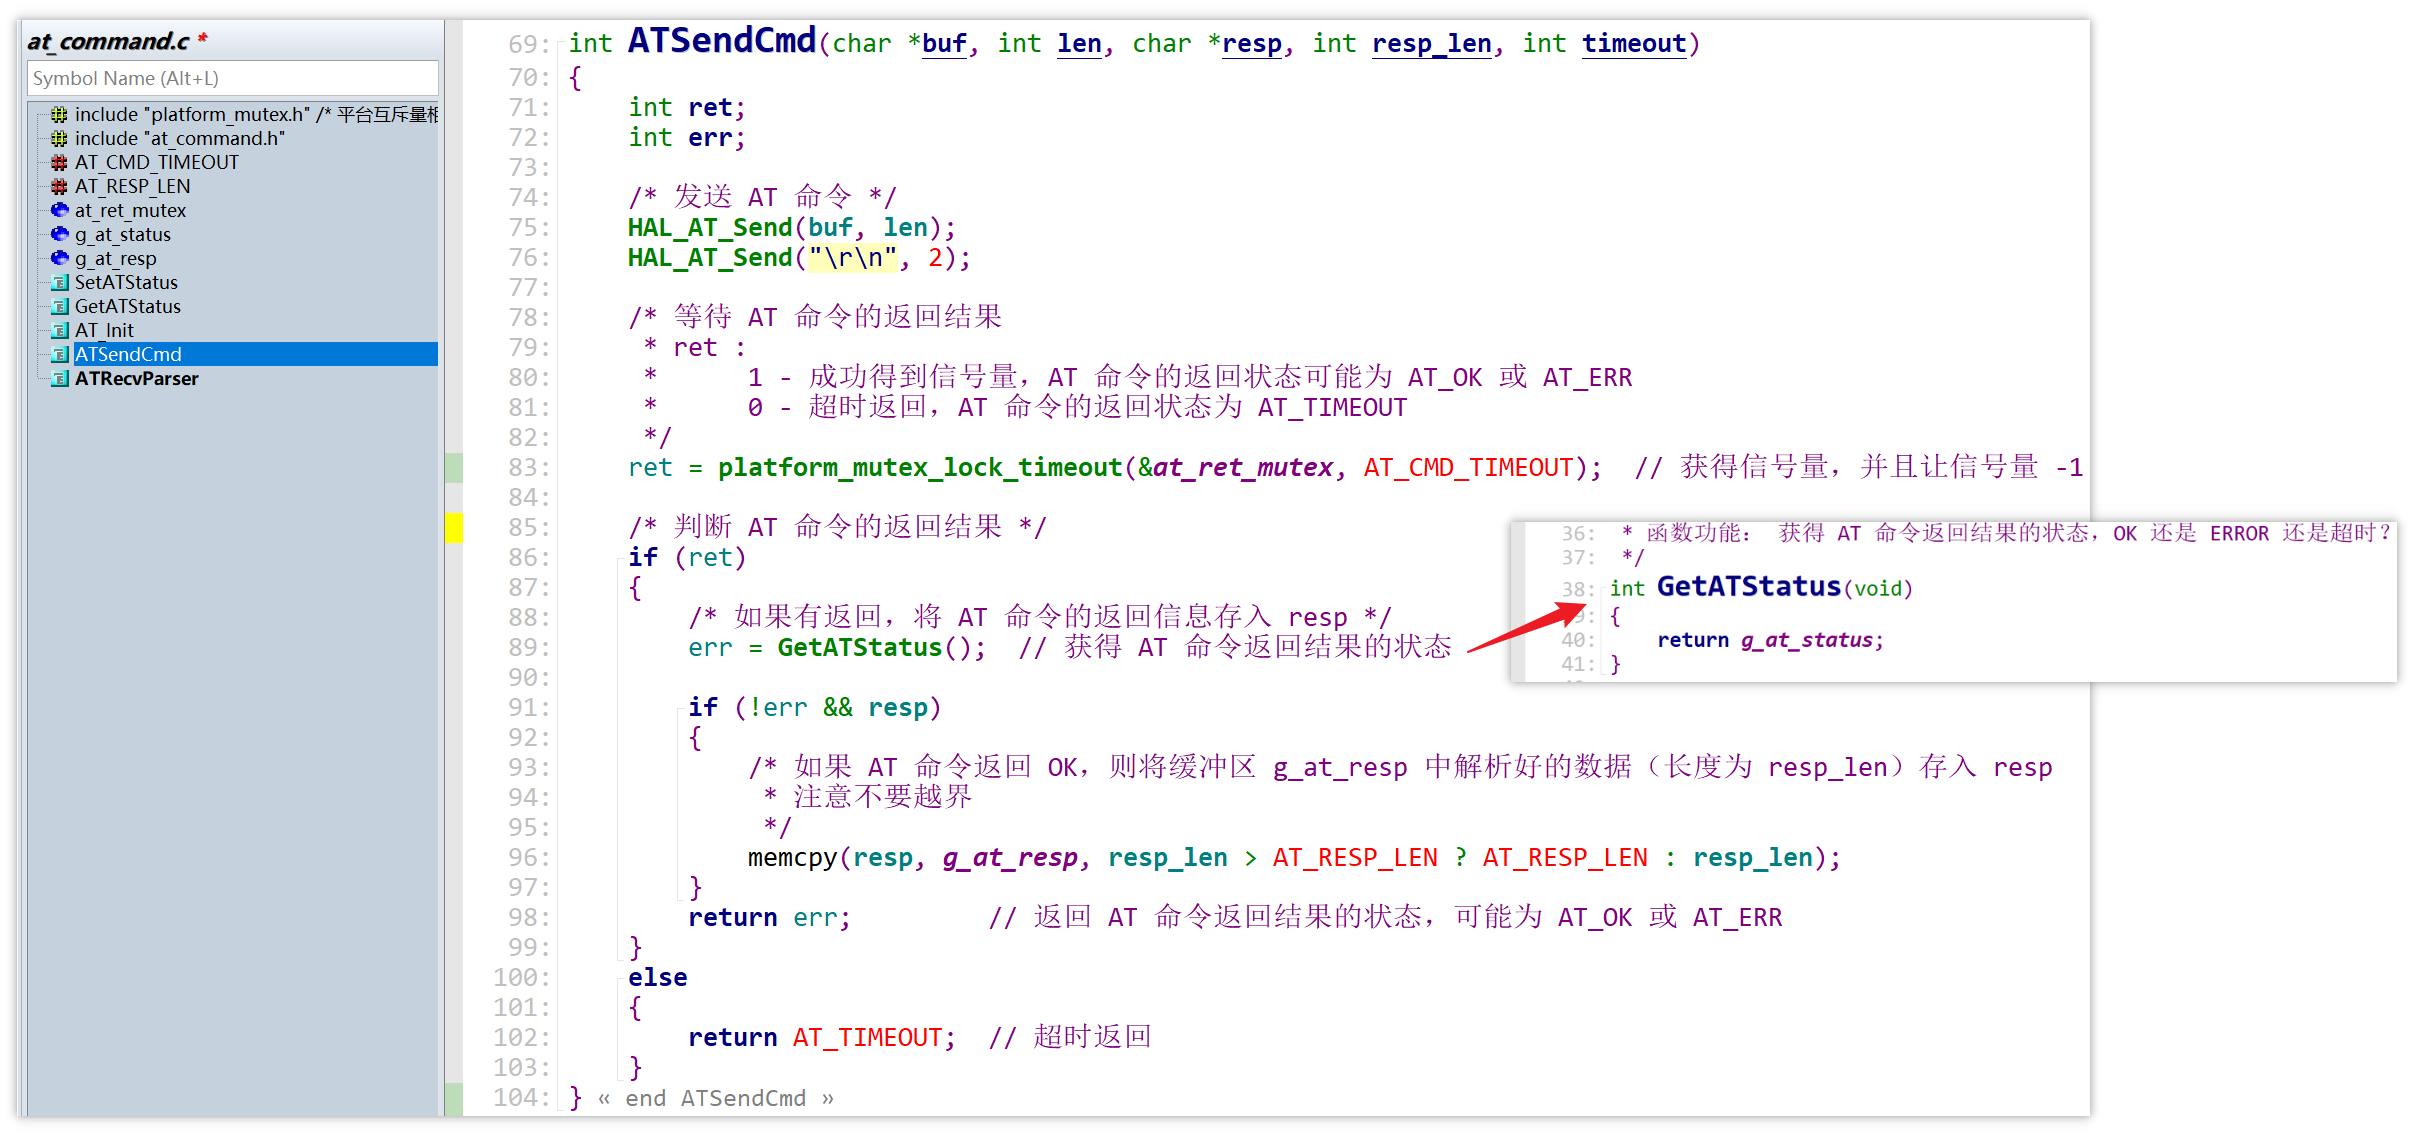 at_command.c *
Symbol Name (Alt+L)
include "platform_mutex.h" /* 平台互斥量相
include "at_command.h"
AT_CMD_TIMEOUT
AT_RESP_LEN
at_ret_mutex
g_at_status
g_at_resp
SetATStatus
GetATStatus
AT_Init
ATSendCmd
ATRecvParser
69: int ATSendCmd(char *buf, int len, char *resp, int resp_len, int timeout)
70: {
71:     int ret;
72:     int err;
73:
74:     /* 发送 AT 命令 */
75:     HAL_AT_Send(buf, len);
76:     HAL_AT_Send("\r\n", 2);
77:
78:     /* 等待 AT 命令的返回结果
79:      * ret :
80:      *      1 - 成功得到信号量，AT 命令的返回状态可能为 AT_OK 或 AT_ERR
81:      *      0 - 超时返回，AT 命令的返回状态为 AT_TIMEOUT
82:      */
83:     ret = platform_mutex_lock_timeout(&at_ret_mutex, AT_CMD_TIMEOUT);  // 获得信号量，并且让信号量 -1
84:
85:     /* 判断 AT 命令的返回结果 */
86:     if (ret)
87:     {
88:         /* 如果有返回，将 AT 命令的返回信息存入 resp */
89:         err = GetATStatus();  // 获得 AT 命令返回结果的状态
90:
91:         if (!err && resp)
92:         {
93:             /* 如果 AT 命令返回 OK，则将缓冲区 g_at_resp 中解析好的数据（长度为 resp_len）存入 resp
94:              * 注意不要越界
95:              */
96:             memcpy(resp, g_at_resp, resp_len > AT_RESP_LEN ? AT_RESP_LEN : resp_len);
97:         }
98:         return err;         // 返回 AT 命令返回结果的状态，可能为 AT_OK 或 AT_ERR
99:     }
100:     else
101:     {
102:         return AT_TIMEOUT;  // 超时返回
103:     }
104: } « end ATSendCmd »
36: * 函数功能： 获得 AT 命令返回结果的状态，OK 还是 ERROR 还是超时？
37: */
38: int GetATStatus(void)
39: {
40:     return g_at_status;
41: }